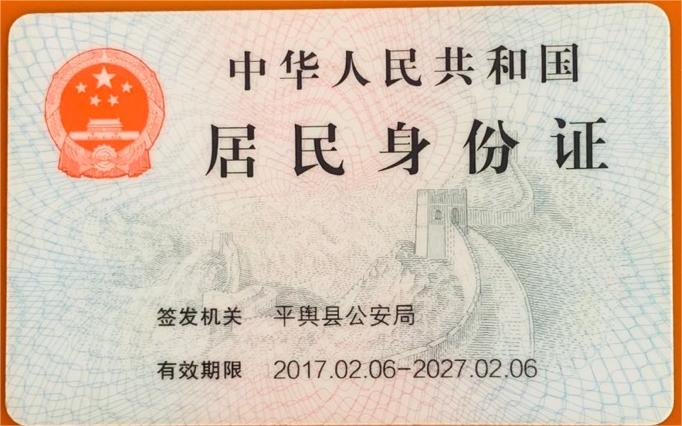 中华人民共和国
居民身份证
签发机关 平舆县公安局
有效期限 2017.02.06-2027.02.06